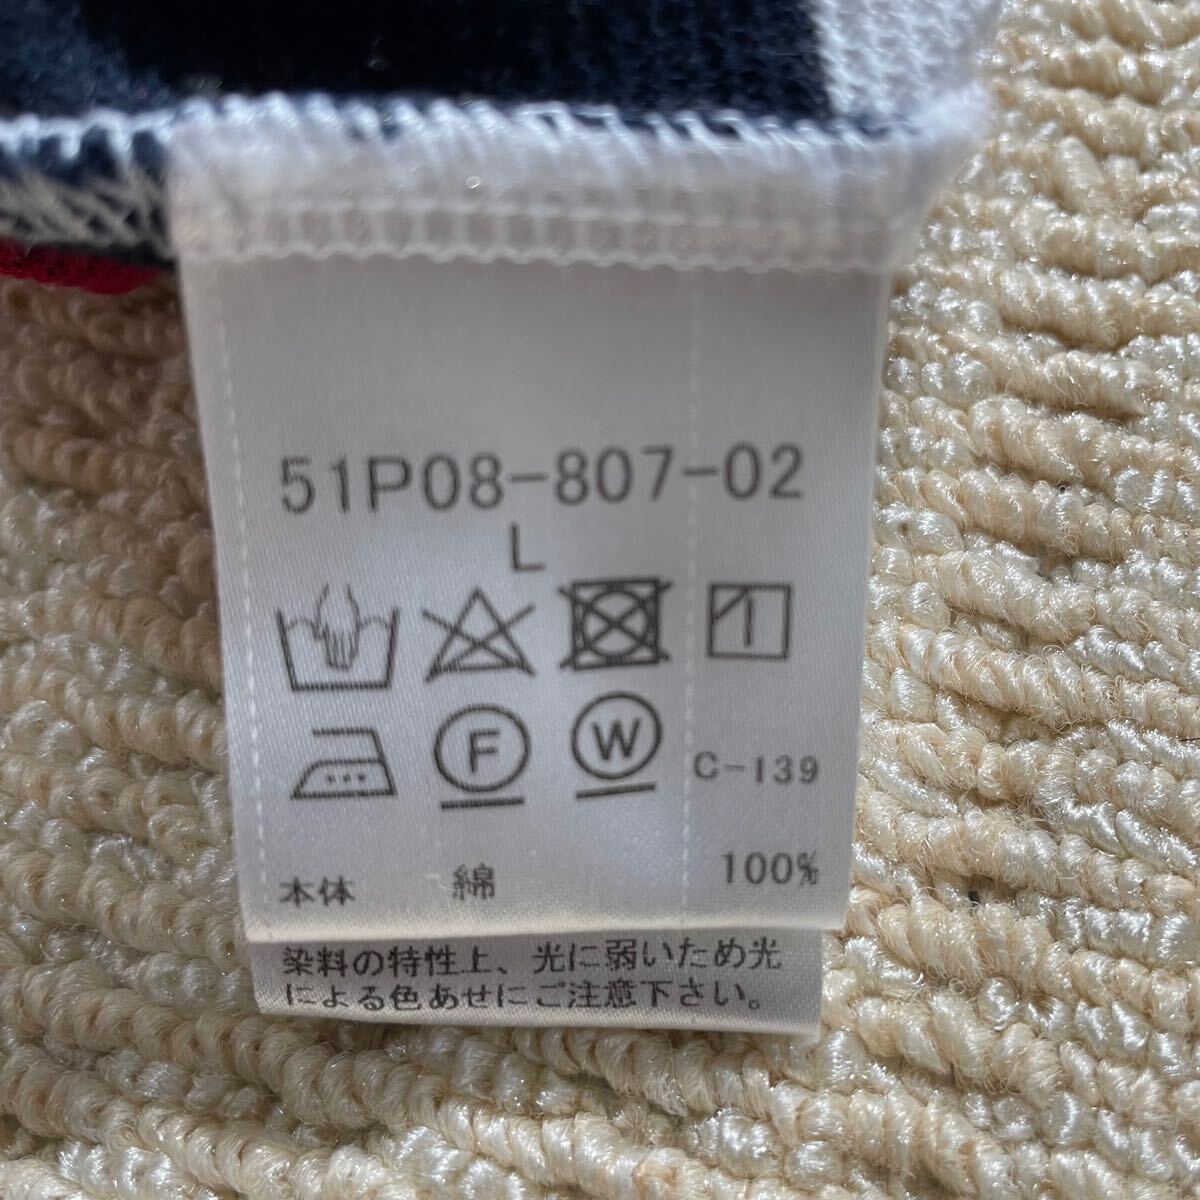 51P08-807-02
L
F W C-139
本体 綿 100%
染料の特性上、光に弱いため光
による色あせにご注意下さい。